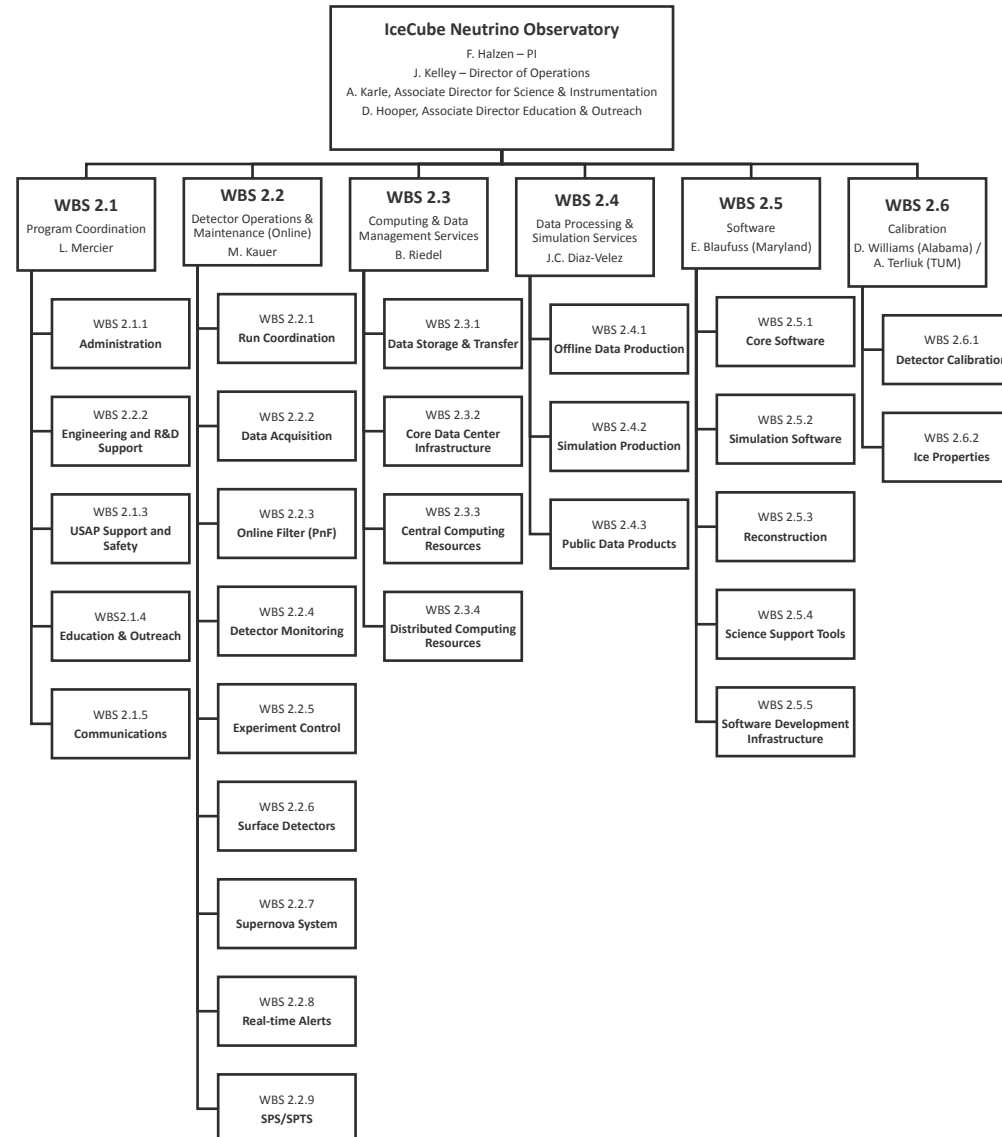 IceCube Neutrino Observatory
F. Halzen – PI
J. Kelley – Director of Operations
A. Karle, Associate Director for Science & Instrumentation
D. Hooper, Associate Director Education & Outreach
WBS 2.1
Program Coordination
L. Mercier
WBS 2.1.1
Administration
WBS 2.2.2
Engineering and R&D
Support
WBS 2.1.3
USAP Support and
Safety
WBS2.1.4
Education & Outreach
WBS 2.1.5
Communications
WBS 2.2
Detector Operations &
Maintenance (Online)
M. Kauer
WBS 2.2.1
Run Coordination
WBS 2.2.2
Data Acquisition
WBS 2.2.3
Online Filter (PnF)
WBS 2.2.4
Detector Monitoring
WBS 2.2.5
Experiment Control
WBS 2.2.6
Surface Detectors
WBS 2.2.7
Supernova System
WBS 2.2.8
Real-time Alerts
WBS 2.2.9
SPS/SPTS
WBS 2.3
Computing & Data
Management Services
B. Riedel
WBS 2.3.1
Data Storage & Transfer
WBS 2.3.2
Core Data Center
Infrastructure
WBS 2.3.3
Central Computing
Resources
WBS 2.3.4
Distributed Computing
Resources
WBS 2.4
Data Processing &
Simulation Services
J.C. Diaz-Velez
WBS 2.4.1
Offline Data Production
WBS 2.4.2
Simulation Production
WBS 2.4.3
Public Data Products
WBS 2.5
Software
E. Blaufuss (Maryland)
WBS 2.5.1
Core Software
WBS 2.5.2
Simulation Software
WBS 2.5.3
Reconstruction
WBS 2.5.4
Science Support Tools
WBS 2.5.5
Software Development
Infrastructure
WBS 2.6
Calibration
D. Williams (Alabama) /
A. Terliuk (TUM)
WBS 2.6.1
Detector Calibration
WBS 2.6.2
Ice Properties